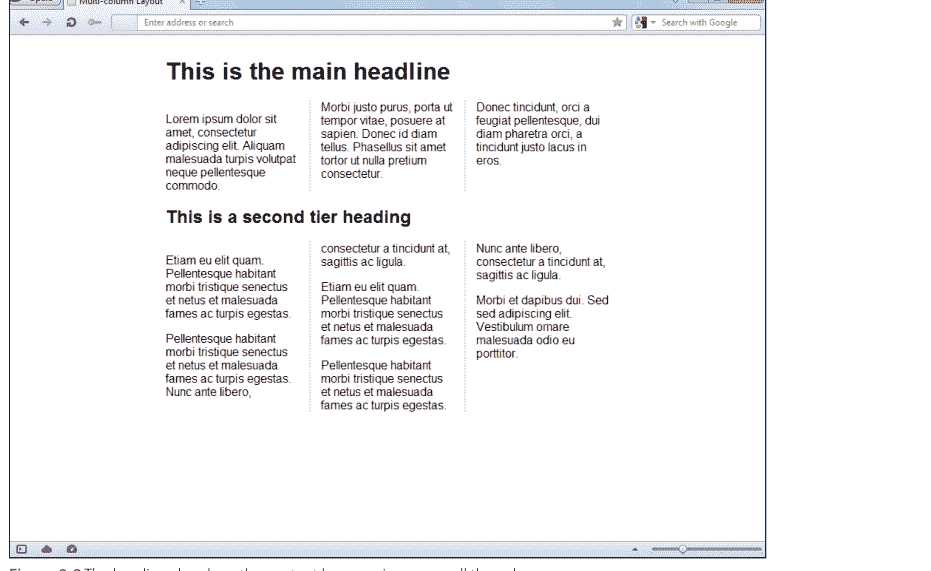 Multi-column Layout
Enter address or search
Search with Google
This is the main headline
Lorem ipsum dolor sit
amet, consectetur
adipiscing elit. Aliquam
malesuada turpis volutpat
neque pellentesque
commodo.
Morbi justo purus, porta ut
tempor vitae, posuere at
sapien. Donec id diam
tellus. Phasellus sit amet
tortor ut nulla pretium
consectetur.
Donec tincidunt, orci a
feugiat pellentesque, dui
diam pharetra orci, a
tincidunt justo lacus in
eros.
This is a second tier heading
Etiam eu elit quam.
Pellentesque habitant
morbi tristique senectus
et netus et malesuada
fames ac turpis egestas.
Pellentesque habitant
morbi tristique senectus
et netus et malesuada
fames ac turpis egestas.
Nunc ante libero,
consectetur a tincidunt at,
sagittis ac ligula.
Etiam eu elit quam.
Pellentesque habitant
morbi tristique senectus
et netus et malesuada
fames ac turpis egestas.
Pellentesque habitant
morbi tristique senectus
et netus et malesuada
fames ac turpis egestas.
Nunc ante libero,
consectetur a tincidunt at,
sagittis ac ligula.
Morbi et dapibus dui. Sed
sed adipiscing elit.
Vestibulum ornare
malesuada odio eu
porttitor.